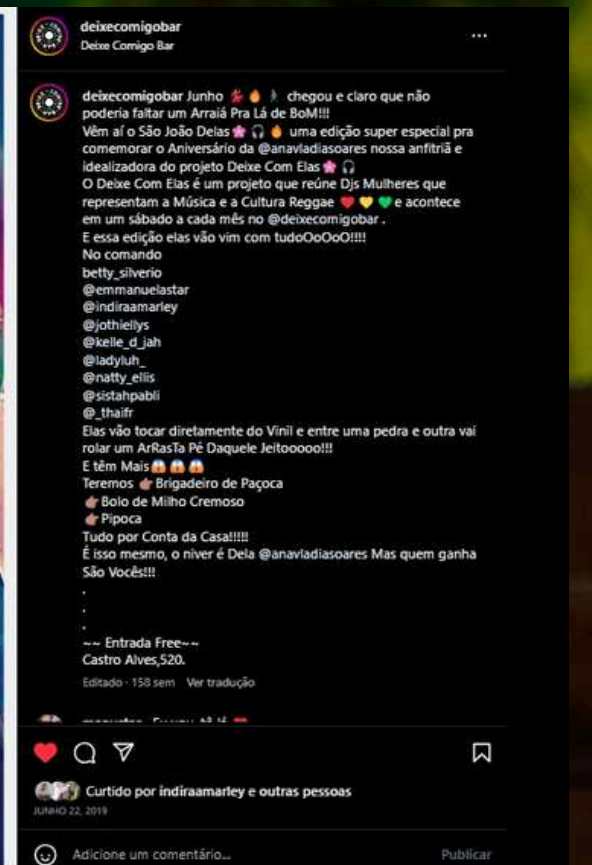 deixecomigobar
Deixe Comigo Bar
deixecomigobar Junho 💃🔥🚶 chegou e claro que não
poderia faltar um Arraiá Pra Lá de BoM!!!
Vêm aí o São João Delas🌸 🎧 🔥 uma edição super especial pra
comemorar o Aniversário da @anavladiasoares nossa anfitriã e
idealizadora do projeto Deixe Com Elas🌸 🎧
O Deixe Com Elas é um projeto que reúne Djs Mulheres que
representam a Música e a Cultura Reggae ❤️ 💛 💚 e acontece
em um sábado a cada mês no @deixecomigobar .
E essa edição elas vão vim com tudoOoOoO!!!!
No comando
betty_silverio
@emmanuelastar
@indiraamarley
@jothiellys
@kelle_d_jah
@ladyluh_
@natty_ellis
@sistahpabli
@_thaifr
Elas vão tocar diretamente do Vinil e entre uma pedra e outra vai
rolar um ArRasTa Pé Daquele Jeitooooo!!!
E têm Mais😱😱😱
Teremos 👉🏽Brigadeiro de Paçoca
👉🏽Bolo de Milho Cremoso
👉🏽Pipoca
Tudo por Conta da Casa!!!!!
É isso mesmo, o niver é Dela @anavladiasoares Mas quem ganha
São Vocês!!!
.
.
.
~~ Entrada Free~~
Castro Alves,520.
Editado · 158 sem Ver tradução
Curtido por indiraamarley e outras pessoas
JUNHO 22, 2019
Adicione um comentário...
Publicar